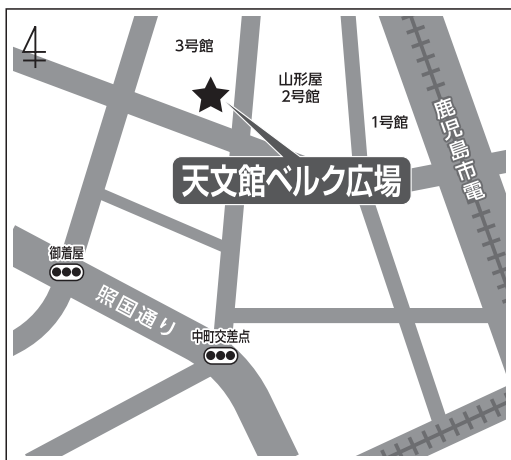 3号館
山形屋
2号館
1号館
鹿児島市電
天文館ベルク広場
御着屋
照国通り
中町交差点